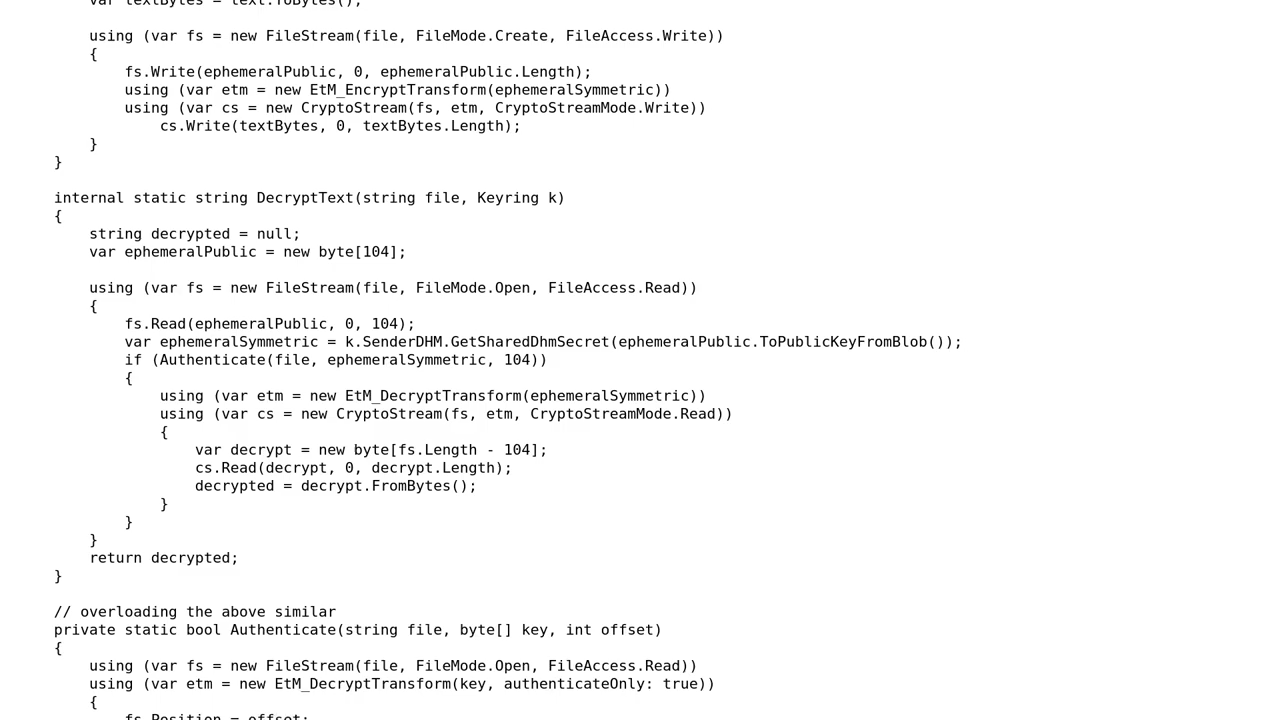 var textBytes = text.ToBytes();
using (var fs = new FileStream(file, FileMode.Create, FileAccess.Write))
{
fs.Write(ephemeralPublic, 0, ephemeralPublic.Length);
using (var etm = new EtM_EncryptTransform(ephemeralSymmetric))
using (var cs = new CryptoStream(fs, etm, CryptoStreamMode.Write))
cs.Write(textBytes, 0, textBytes.Length);
}
}
internal static string DecryptText(string file, Keyring k)
{
string decrypted = null;
var ephemeralPublic = new byte[104];
using (var fs = new FileStream(file, FileMode.Open, FileAccess.Read))
{
fs.Read(ephemeralPublic, 0, 104);
var ephemeralSymmetric = k.SenderDHM.GetSharedDhmSecret(ephemeralPublic.ToPublicKeyFromBlob());
if (Authenticate(file, ephemeralSymmetric, 104))
{
using (var etm = new EtM_DecryptTransform(ephemeralSymmetric))
using (var cs = new CryptoStream(fs, etm, CryptoStreamMode.Read))
{
var decrypt = new byte[fs.Length - 104];
cs.Read(decrypt, 0, decrypt.Length);
decrypted = decrypt.FromBytes();
}
}
}
return decrypted;
}
// overloading the above similar
private static bool Authenticate(string file, byte[] key, int offset)
{
using (var fs = new FileStream(file, FileMode.Open, FileAccess.Read))
using (var etm = new EtM_DecryptTransform(key, authenticateOnly: true))
{
fs.Position = offset;